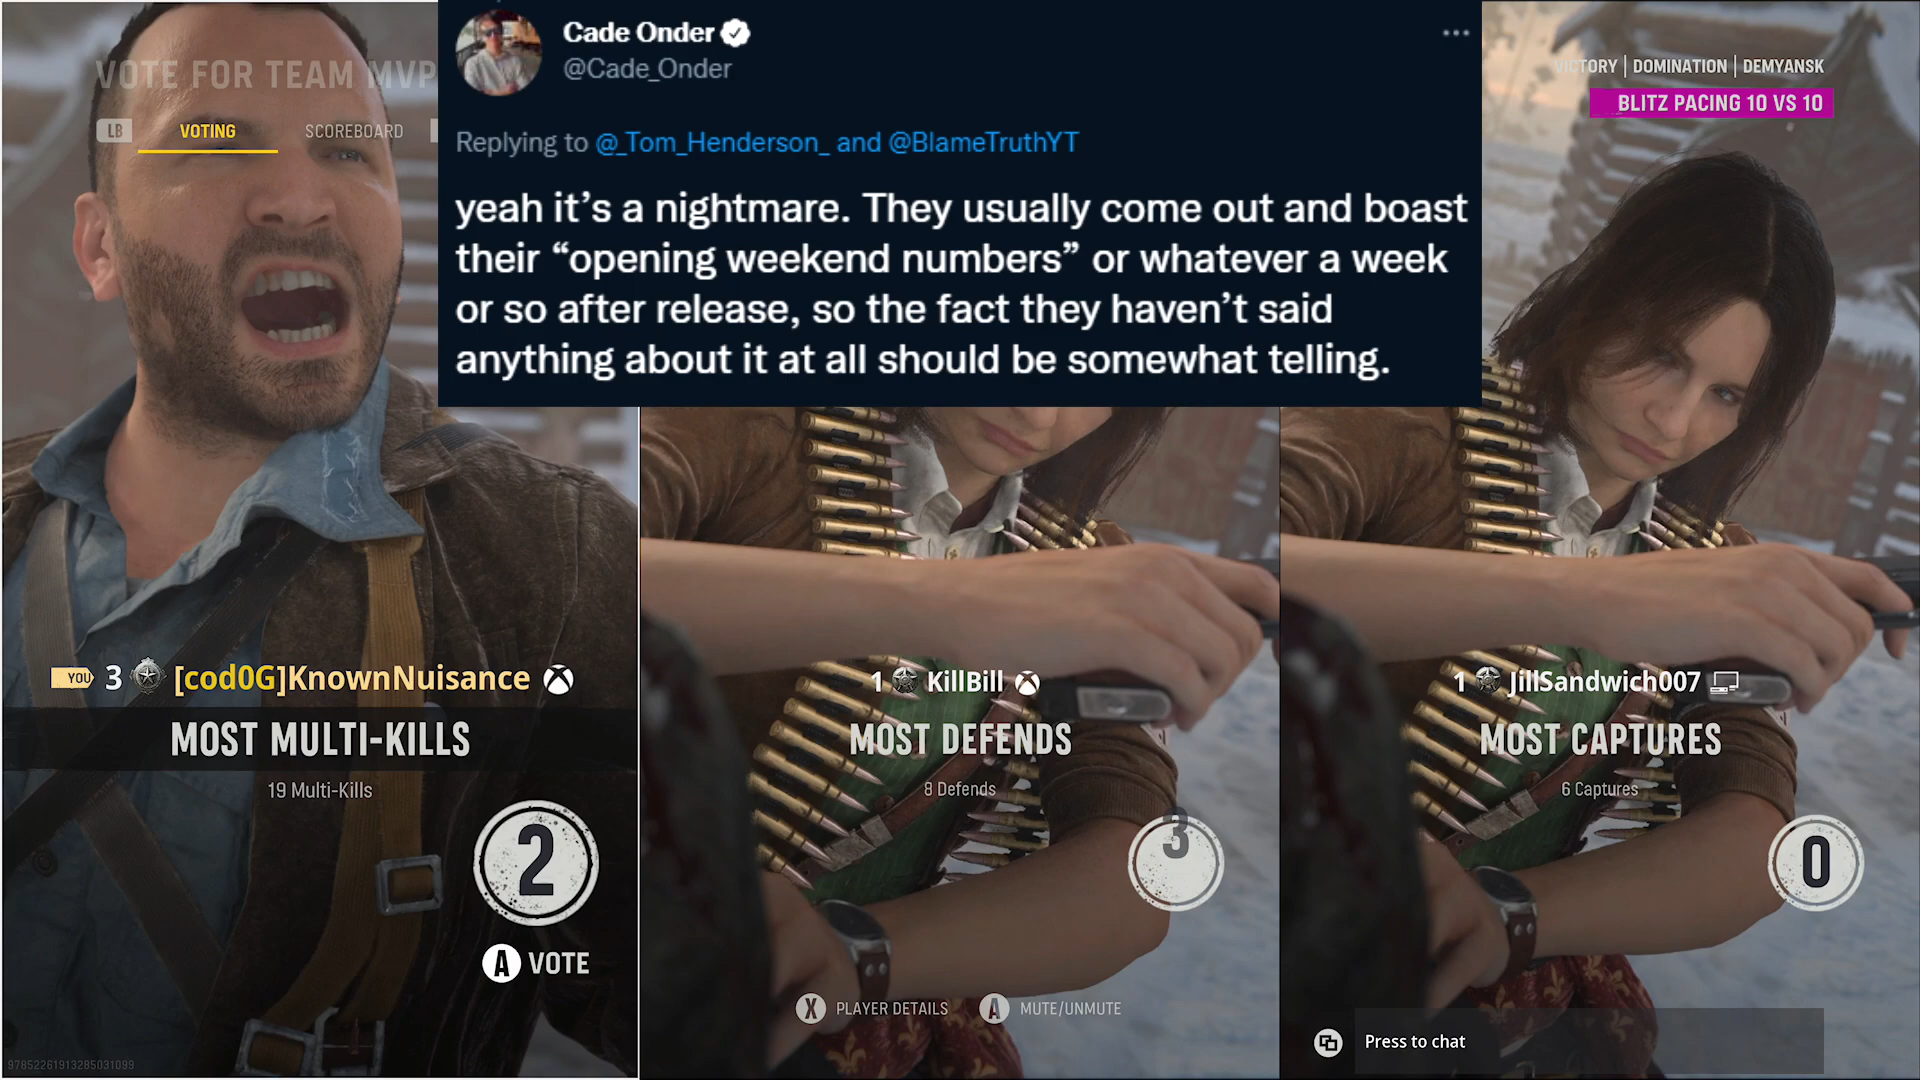 Cade Onder
@Cade_Onder
Replying to @_Tom_Henderson_ and @BlameTruthYT
yeah it’s a nightmare. They usually come out and boast
their “opening weekend numbers” or whatever a week
or so after release, so the fact they haven’t said
anything about it at all should be somewhat telling.
VOTE FOR TEAM MVP
LB VOTING SCOREBOARD
VICTORY | DOMINATION | DEMYANSK
BLITZ PACING 10 VS 10
YOU 3 [cod0G]KnownNuisance
MOST MULTI-KILLS
19 Multi-Kills
2
A VOTE
1 KillBill
MOST DEFENDS
8 Defends
3
X PLAYER DETAILS A MUTE/UNMUTE
1 JillSandwich007
MOST CAPTURES
6 Captures
0
Press to chat
97852261913285031099